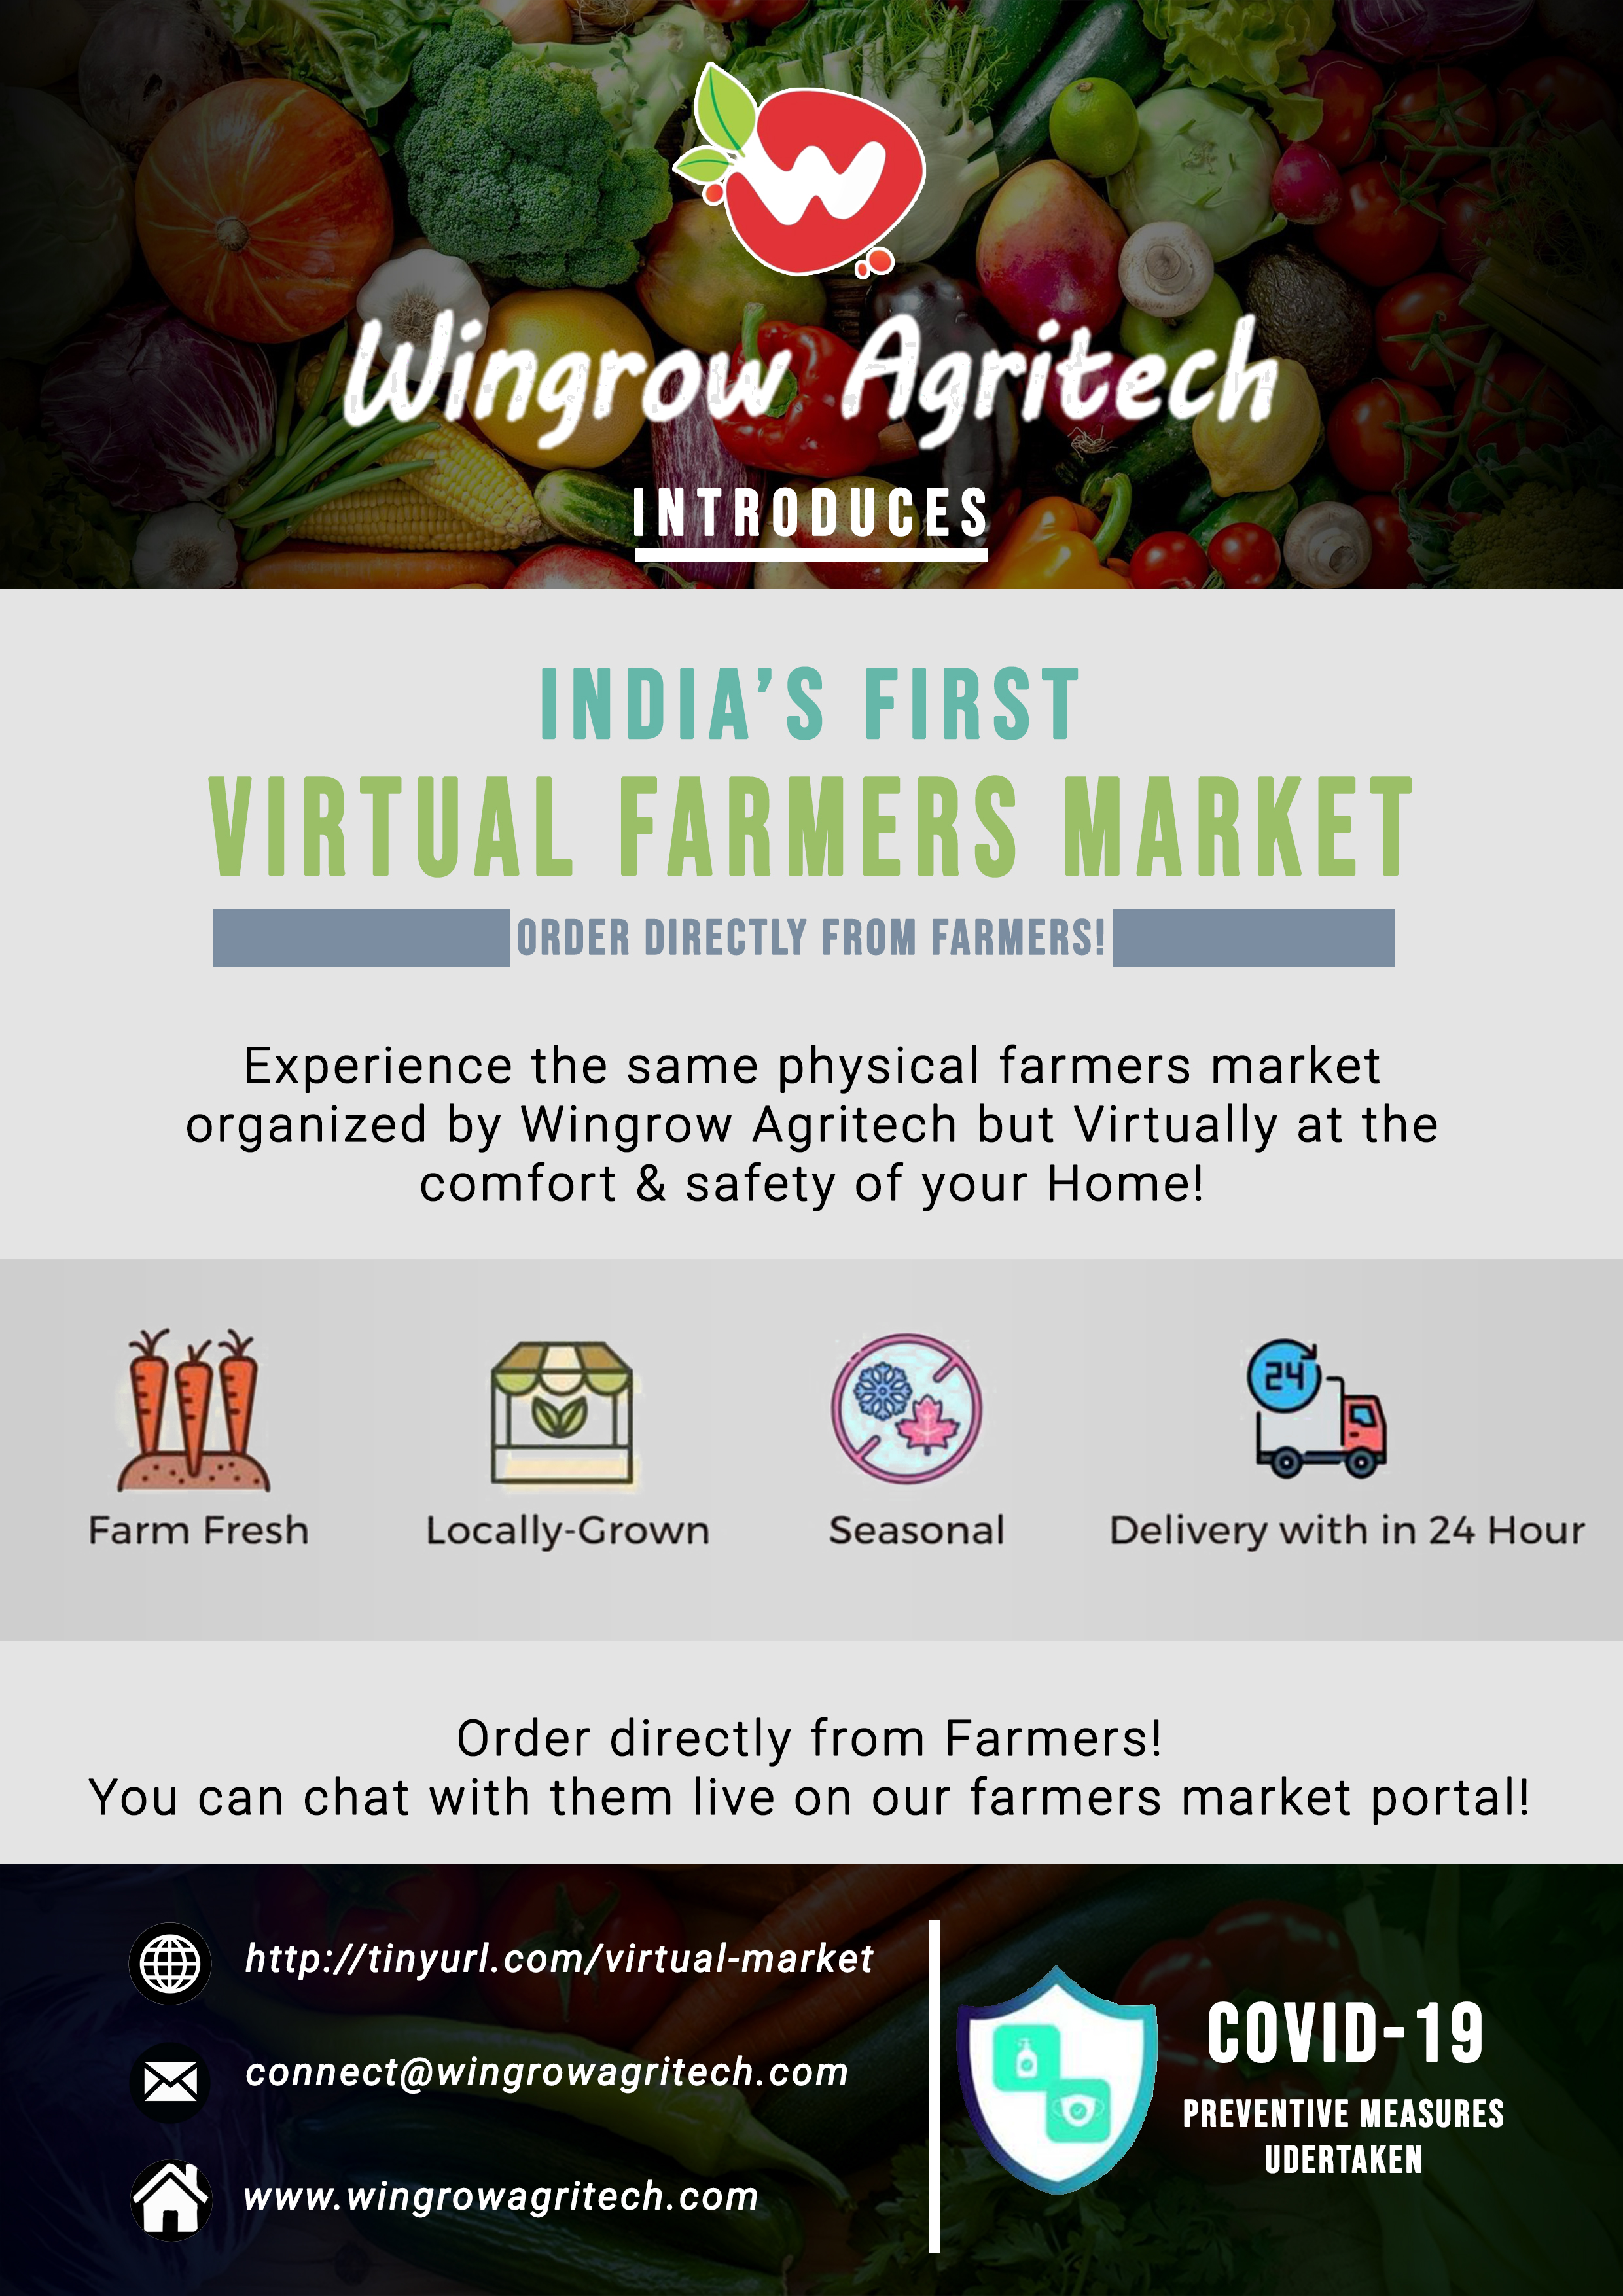 W
Wingrow Agritech
INTRODUCES
INDIA'S FIRST
VIRTUAL FARMERS MARKET
ORDER DIRECTLY FROM FARMERS!
Experience the same physical farmers market
organized by Wingrow Agritech but Virtually at the
comfort & safety of your Home!
24
Farm Fresh
Locally-Grown
Seasonal
Delivery with in 24 Hour
Order directly from Farmers!
You can chat with them live on our farmers market portal!
http://tinyurl.com/virtual-market
connect@wingrowagritech.com
www.wingrowagritech.com
COVID-19
PREVENTIVE MEASURES
UDERTAKEN